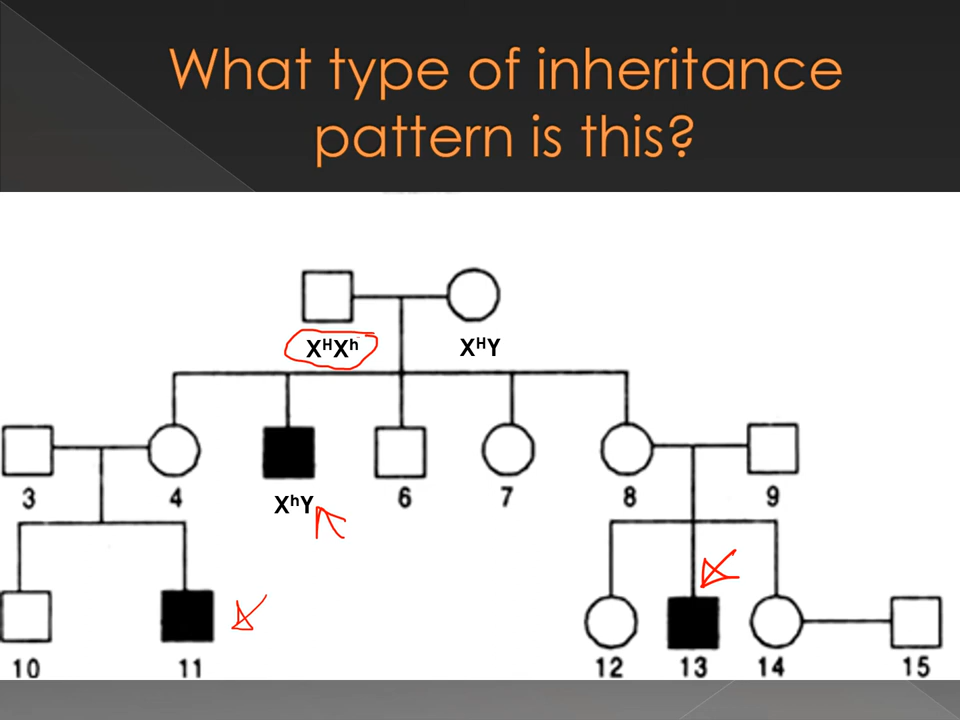 What type of inheritance
pattern is this?
XᴴXʰ XᴴY
3 4 6 7 8 9
XʰY
10 11 12 13 14 15